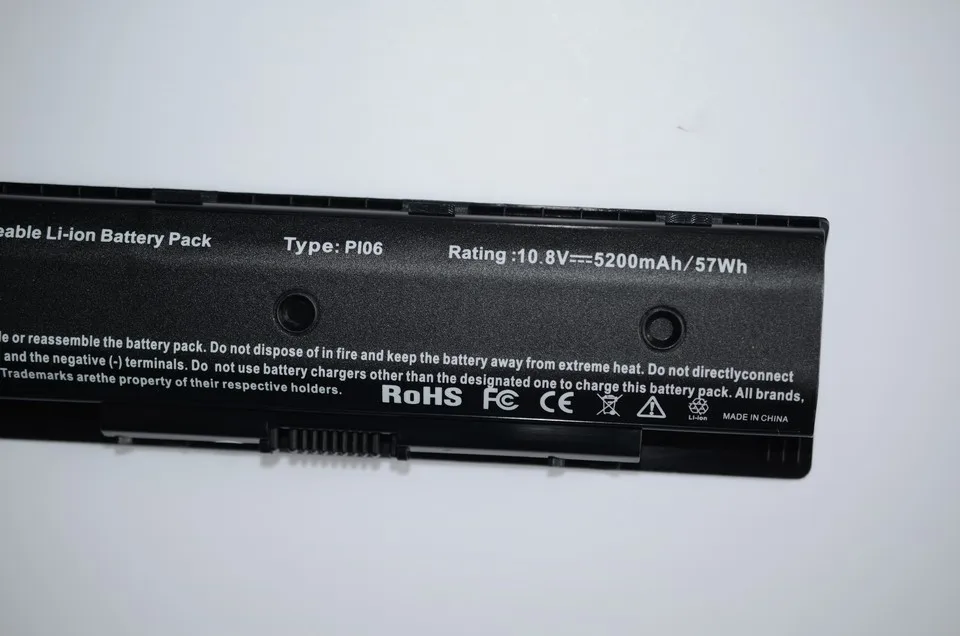 eable Li-ion Battery Pack Type: PI06 Rating :10.8V⎓5200mAh/57Wh
le or reassemble the battery pack. Do not dispose of in fire and keep the battery away from extreme heat. Do not directlyconnect
and the negative (-) terminals. Do not use battery chargers other than the designated one to charge this battery pack. All brands,
Trademarks arethe property of their respective holders.
RoHS FC CE Li-ion MADE IN CHINA